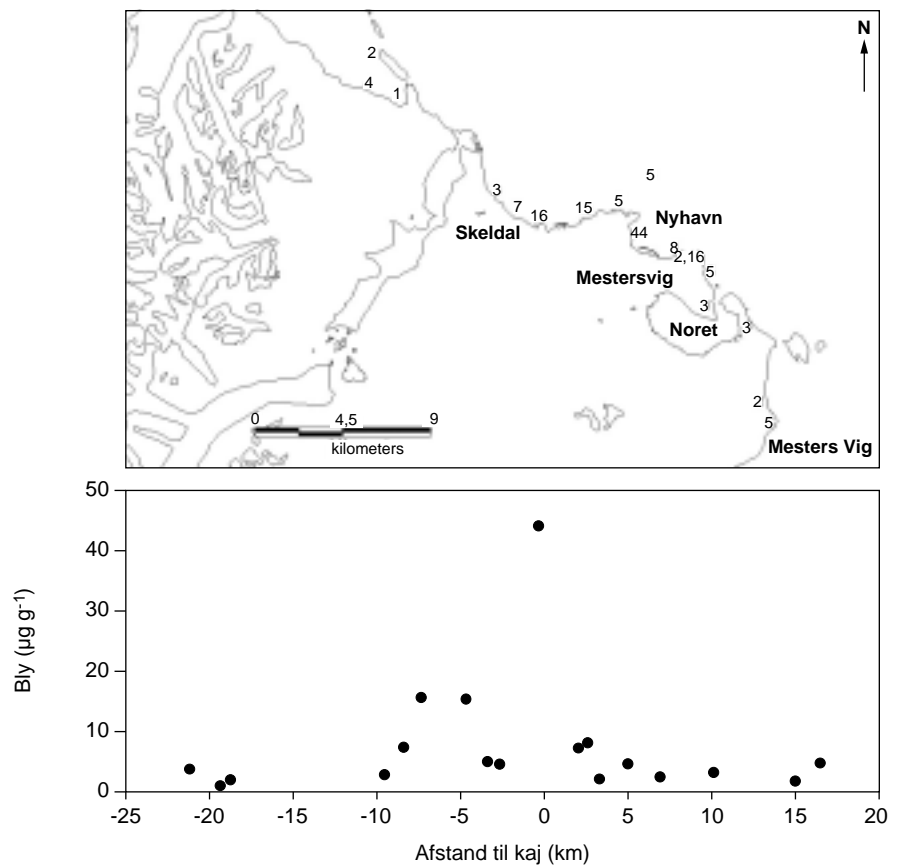 N
2
4
1
5
3
7
16
15
5
Nyhavn
Skeldal
44
8
2,16
Mestersvig
5
3
Noret
3
2
5
0 4,5 9
kilometers
Mesters Vig
50
40
30
20
10
0
Bly (µg g-1)
-25 -20 -15 -10 -5 0 5 10 15 20
Afstand til kaj (km)